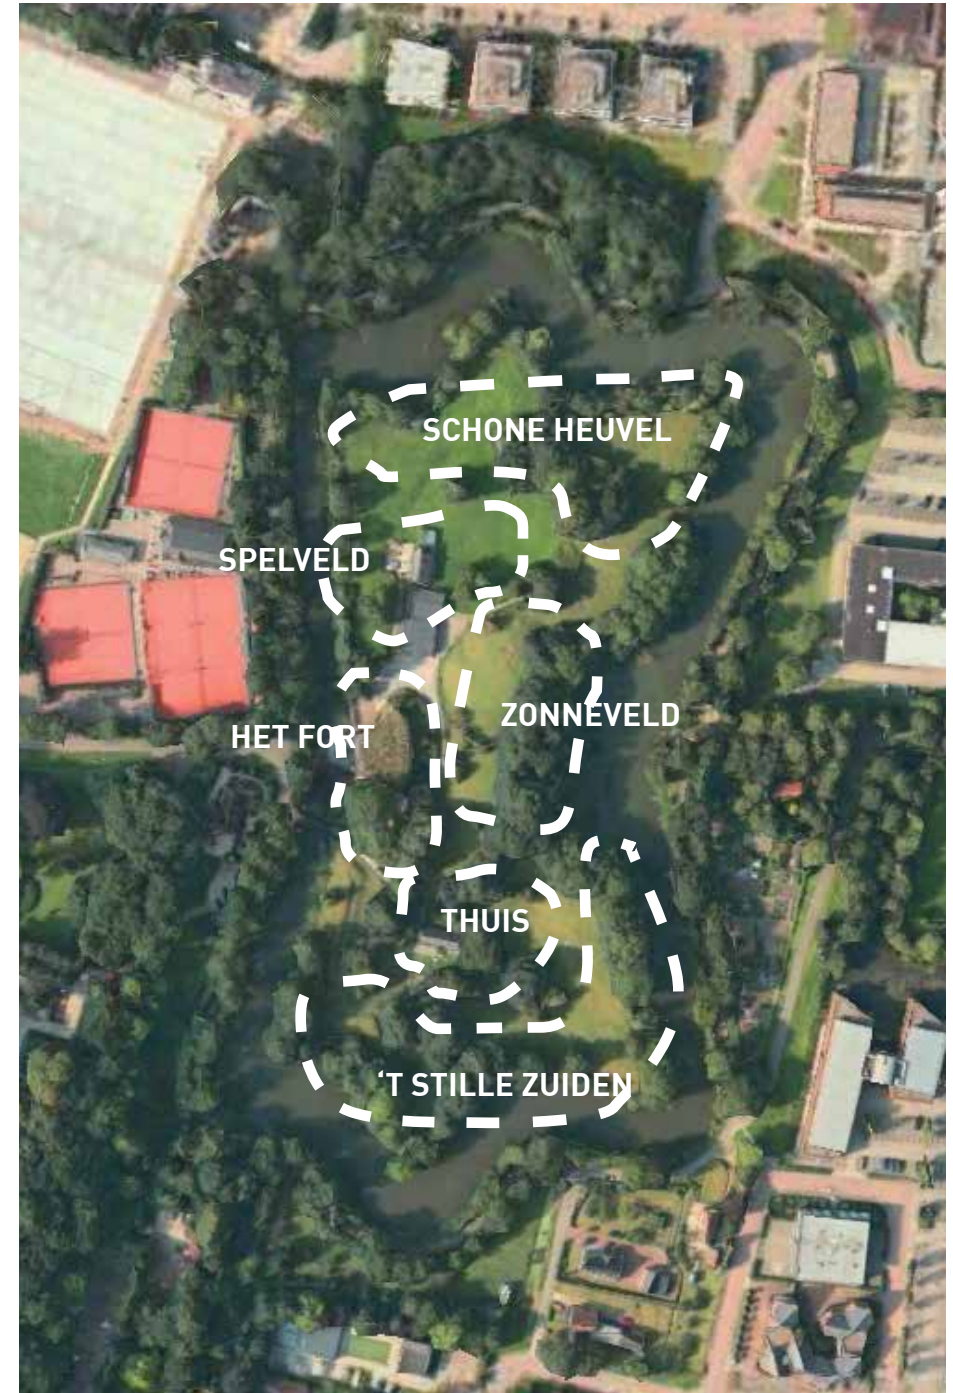 SCHONE HEUVEL
SPELVELD
ZONNEVELD
HET FORT
THUIS
‘T STILLE ZUIDEN